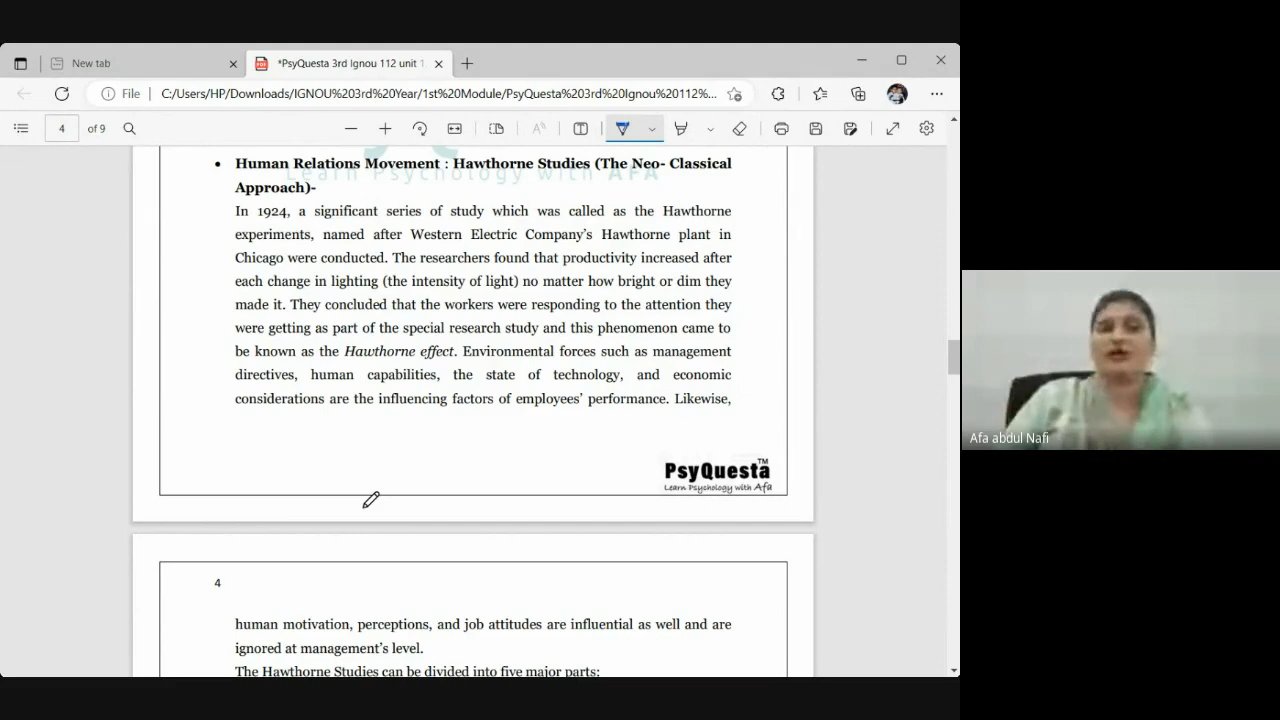 New tab
*PsyQuesta 3rd Ignou 112 unit 1
File
C:/Users/HP/Downloads/IGNOU%203rd%20Year/1st%20Module/PsyQuesta%203rd%20Ignou%20112%...
4 of 9
Learn Psychology with AFA
• Human Relations Movement : Hawthorne Studies (The Neo- Classical
Approach)-
In 1924, a significant series of study which was called as the Hawthorne
experiments, named after Western Electric Company's Hawthorne plant in
Chicago were conducted. The researchers found that productivity increased after
each change in lighting (the intensity of light) no matter how bright or dim they
made it. They concluded that the workers were responding to the attention they
were getting as part of the special research study and this phenomenon came to
be known as the Hawthorne effect. Environmental forces such as management
directives, human capabilities, the state of technology, and economic
considerations are the influencing factors of employees' performance. Likewise,
PsyQuesta TM
Learn Psychology with Afa
4
human motivation, perceptions, and job attitudes are influential as well and are
ignored at management's level.
The Hawthorne Studies can be divided into five major parts:
Afa abdul Nafi